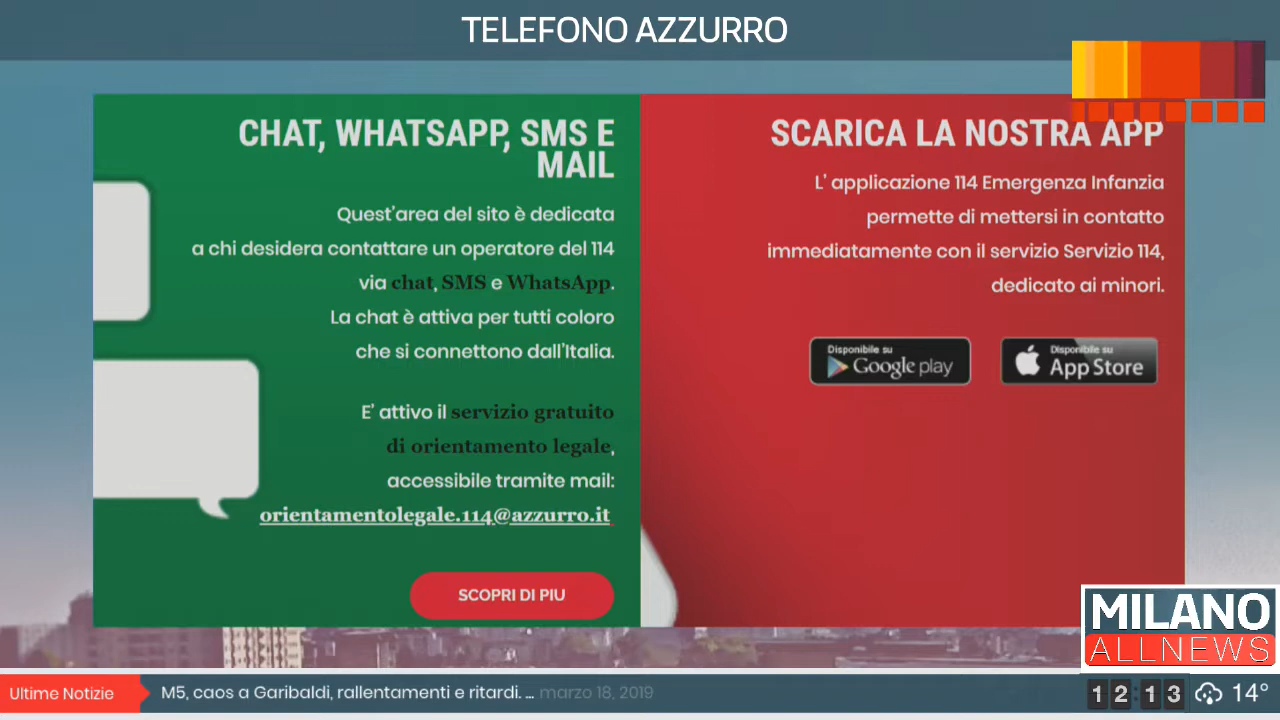 TELEFONO AZZURRO
CHAT, WHATSAPP, SMS E
MAIL
Quest'area del sito è dedicata
a chi desidera contattare un operatore del 114
via chat, SMS e WhatsApp.
La chat è attiva per tutti coloro
che si connettono dall'Italia.
E' attivo il servizio gratuito
di orientamento legale,
accessibile tramite mail:
orientamentolegale.114@azzurro.it
SCOPRI DI PIU
SCARICA LA NOSTRA APP
L' applicazione 114 Emergenza Infanzia
permette di mettersi in contatto
immediatamente con il servizio Servizio 114,
dedicato ai minori.
Disponibile su
Google play
Disponibile su
App Store
MILANO
ALLNEWS
Ultime Notizie
M5, caos a Garibaldi, rallentamenti e ritardi. ... marzo 18, 2019
12:13
14°